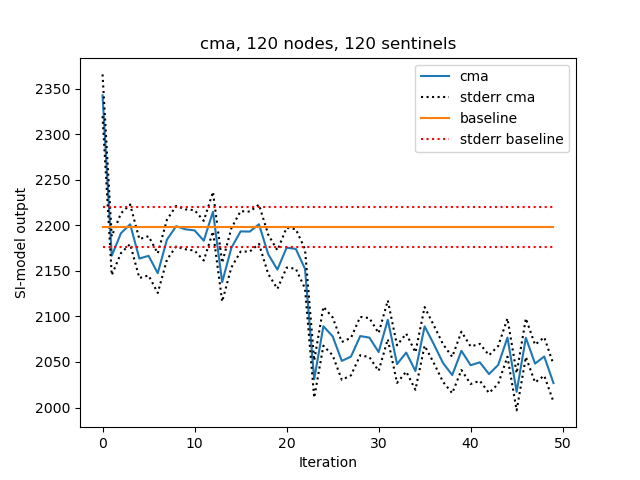 cma, 120 nodes, 120 sentinels
cma
stderr cma
baseline
stderr baseline
SI-model output
2350
2300
2250
2200
2150
2100
2050
2000
0 10 20 30 40 50
Iteration